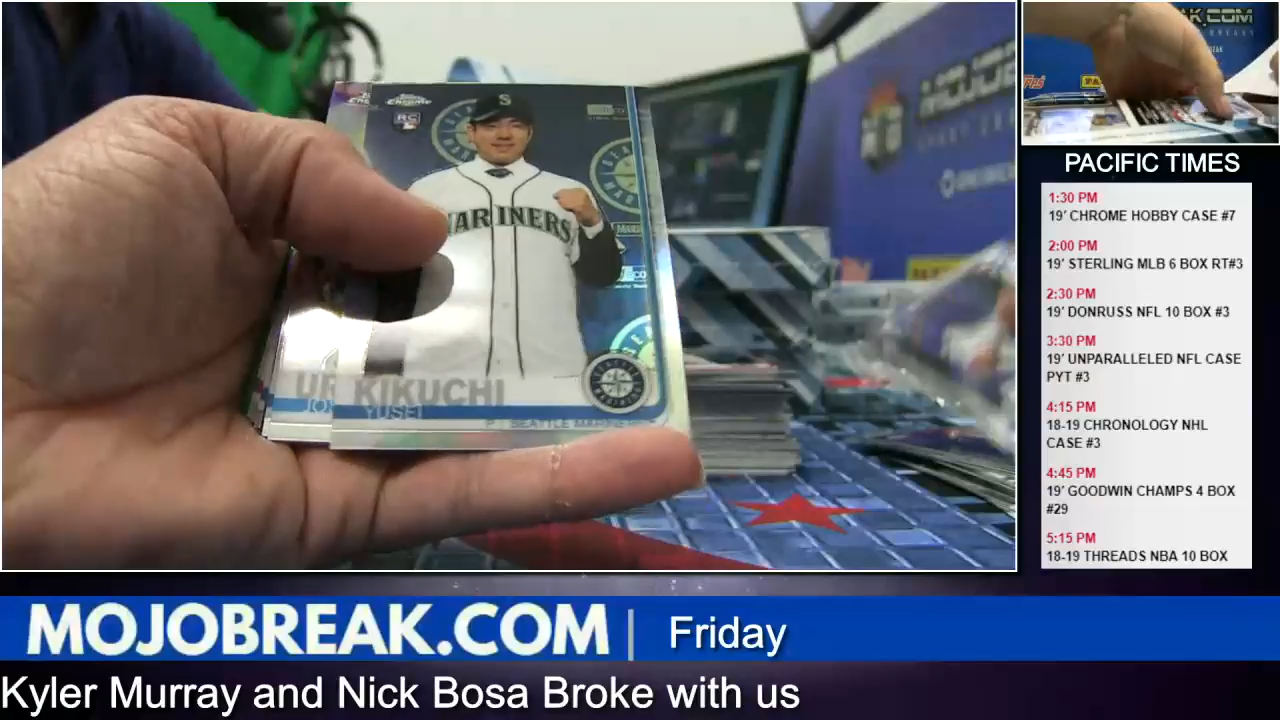 Chrome
RC
S
MARINERS
KIKUCHI
YUSEI
P SEATTLE MARINERS
PACIFIC TIMES
1:30 PM
19' CHROME HOBBY CASE #7
2:00 PM
19' STERLING MLB 6 BOX RT#3
2:30 PM
19' DONRUSS NFL 10 BOX #3
3:30 PM
19' UNPARALLELED NFL CASE
PYT #3
4:15 PM
18-19 CHRONOLOGY NHL
CASE #3
4:45 PM
19' GOODWIN CHAMPS 4 BOX
#29
5:15 PM
18-19 THREADS NBA 10 BOX
MOJOBREAK.COM | Friday
Kyler Murray and Nick Bosa Broke with us